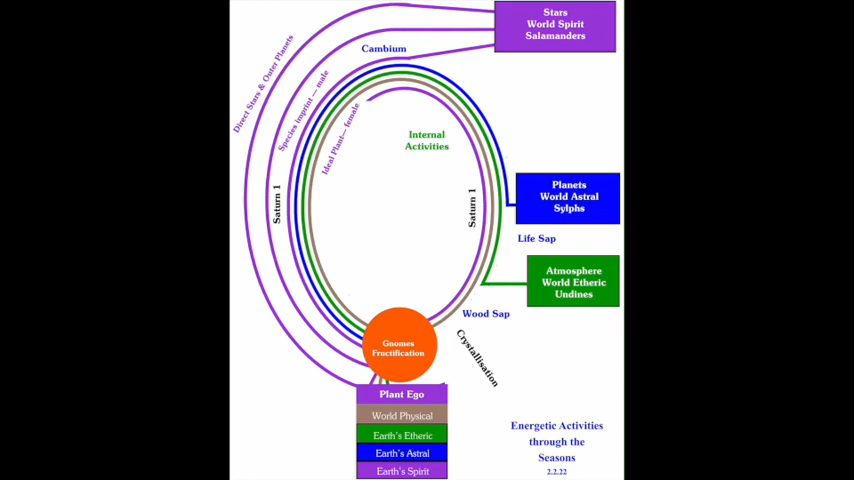 Stars
World Spirit
Salamanders
Cambium
Direct Stars & Outer Planets
Species imprint — male
Ideal Plant— female
Internal
Activities
Saturn 1
Saturn 1
Planets
World Astral
Sylphs
Life Sap
Atmosphere
World Etheric
Undines
Wood Sap
Crystallisation
Gnomes
Fructification
Plant Ego
World Physical
Earth's Etheric
Earth's Astral
Earth's Spirit
Energetic Activities
through the
Seasons
2.2.22